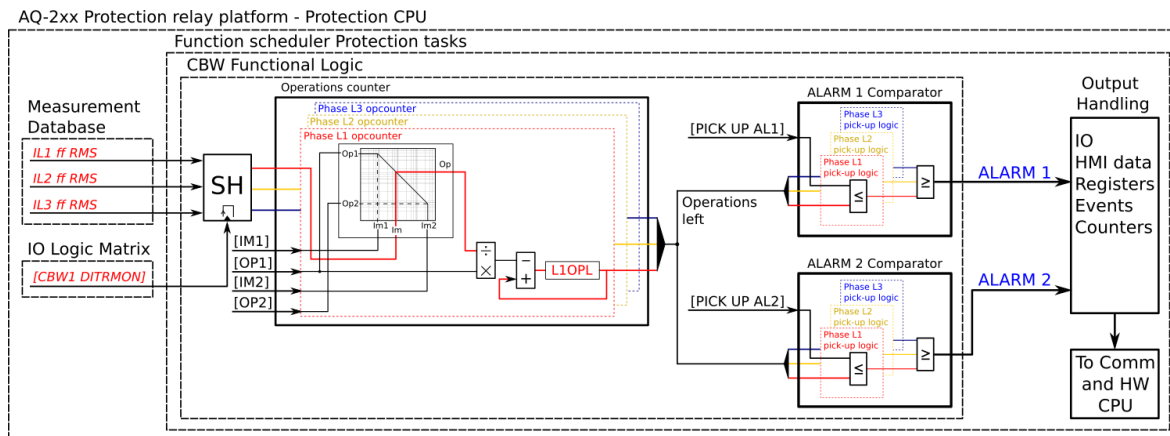 AQ-2xx Protection relay platform - Protection CPU
Function scheduler Protection tasks
CBW Functional Logic
Measurement
Database
IL1 ff RMS
IL2 ff RMS
IL3 ff RMS
IO Logic Matrix
[CBW1 DITRMON]
SH
Operations counter
Phase L3 opcounter
Phase L2 opcounter
Phase L1 opcounter
Op1
Op
Op2
Im1
Im
Im2
[IM1]
[OP1]
[IM2]
[OP2]
÷
×
−
+
L1OPL
Operations
left
ALARM 1 Comparator
[PICK UP AL1]
Phase L3
pick-up logic
Phase L2
pick-up logic
Phase L1
pick-up logic
≤
≥
ALARM 1
ALARM 2 Comparator
[PICK UP AL2]
Phase L3
pick-up logic
Phase L2
pick-up logic
Phase L1
pick-up logic
≤
≥
ALARM 2
Output
Handling
IO
HMI data
Registers
Events
Counters
To Comm
and HW
CPU